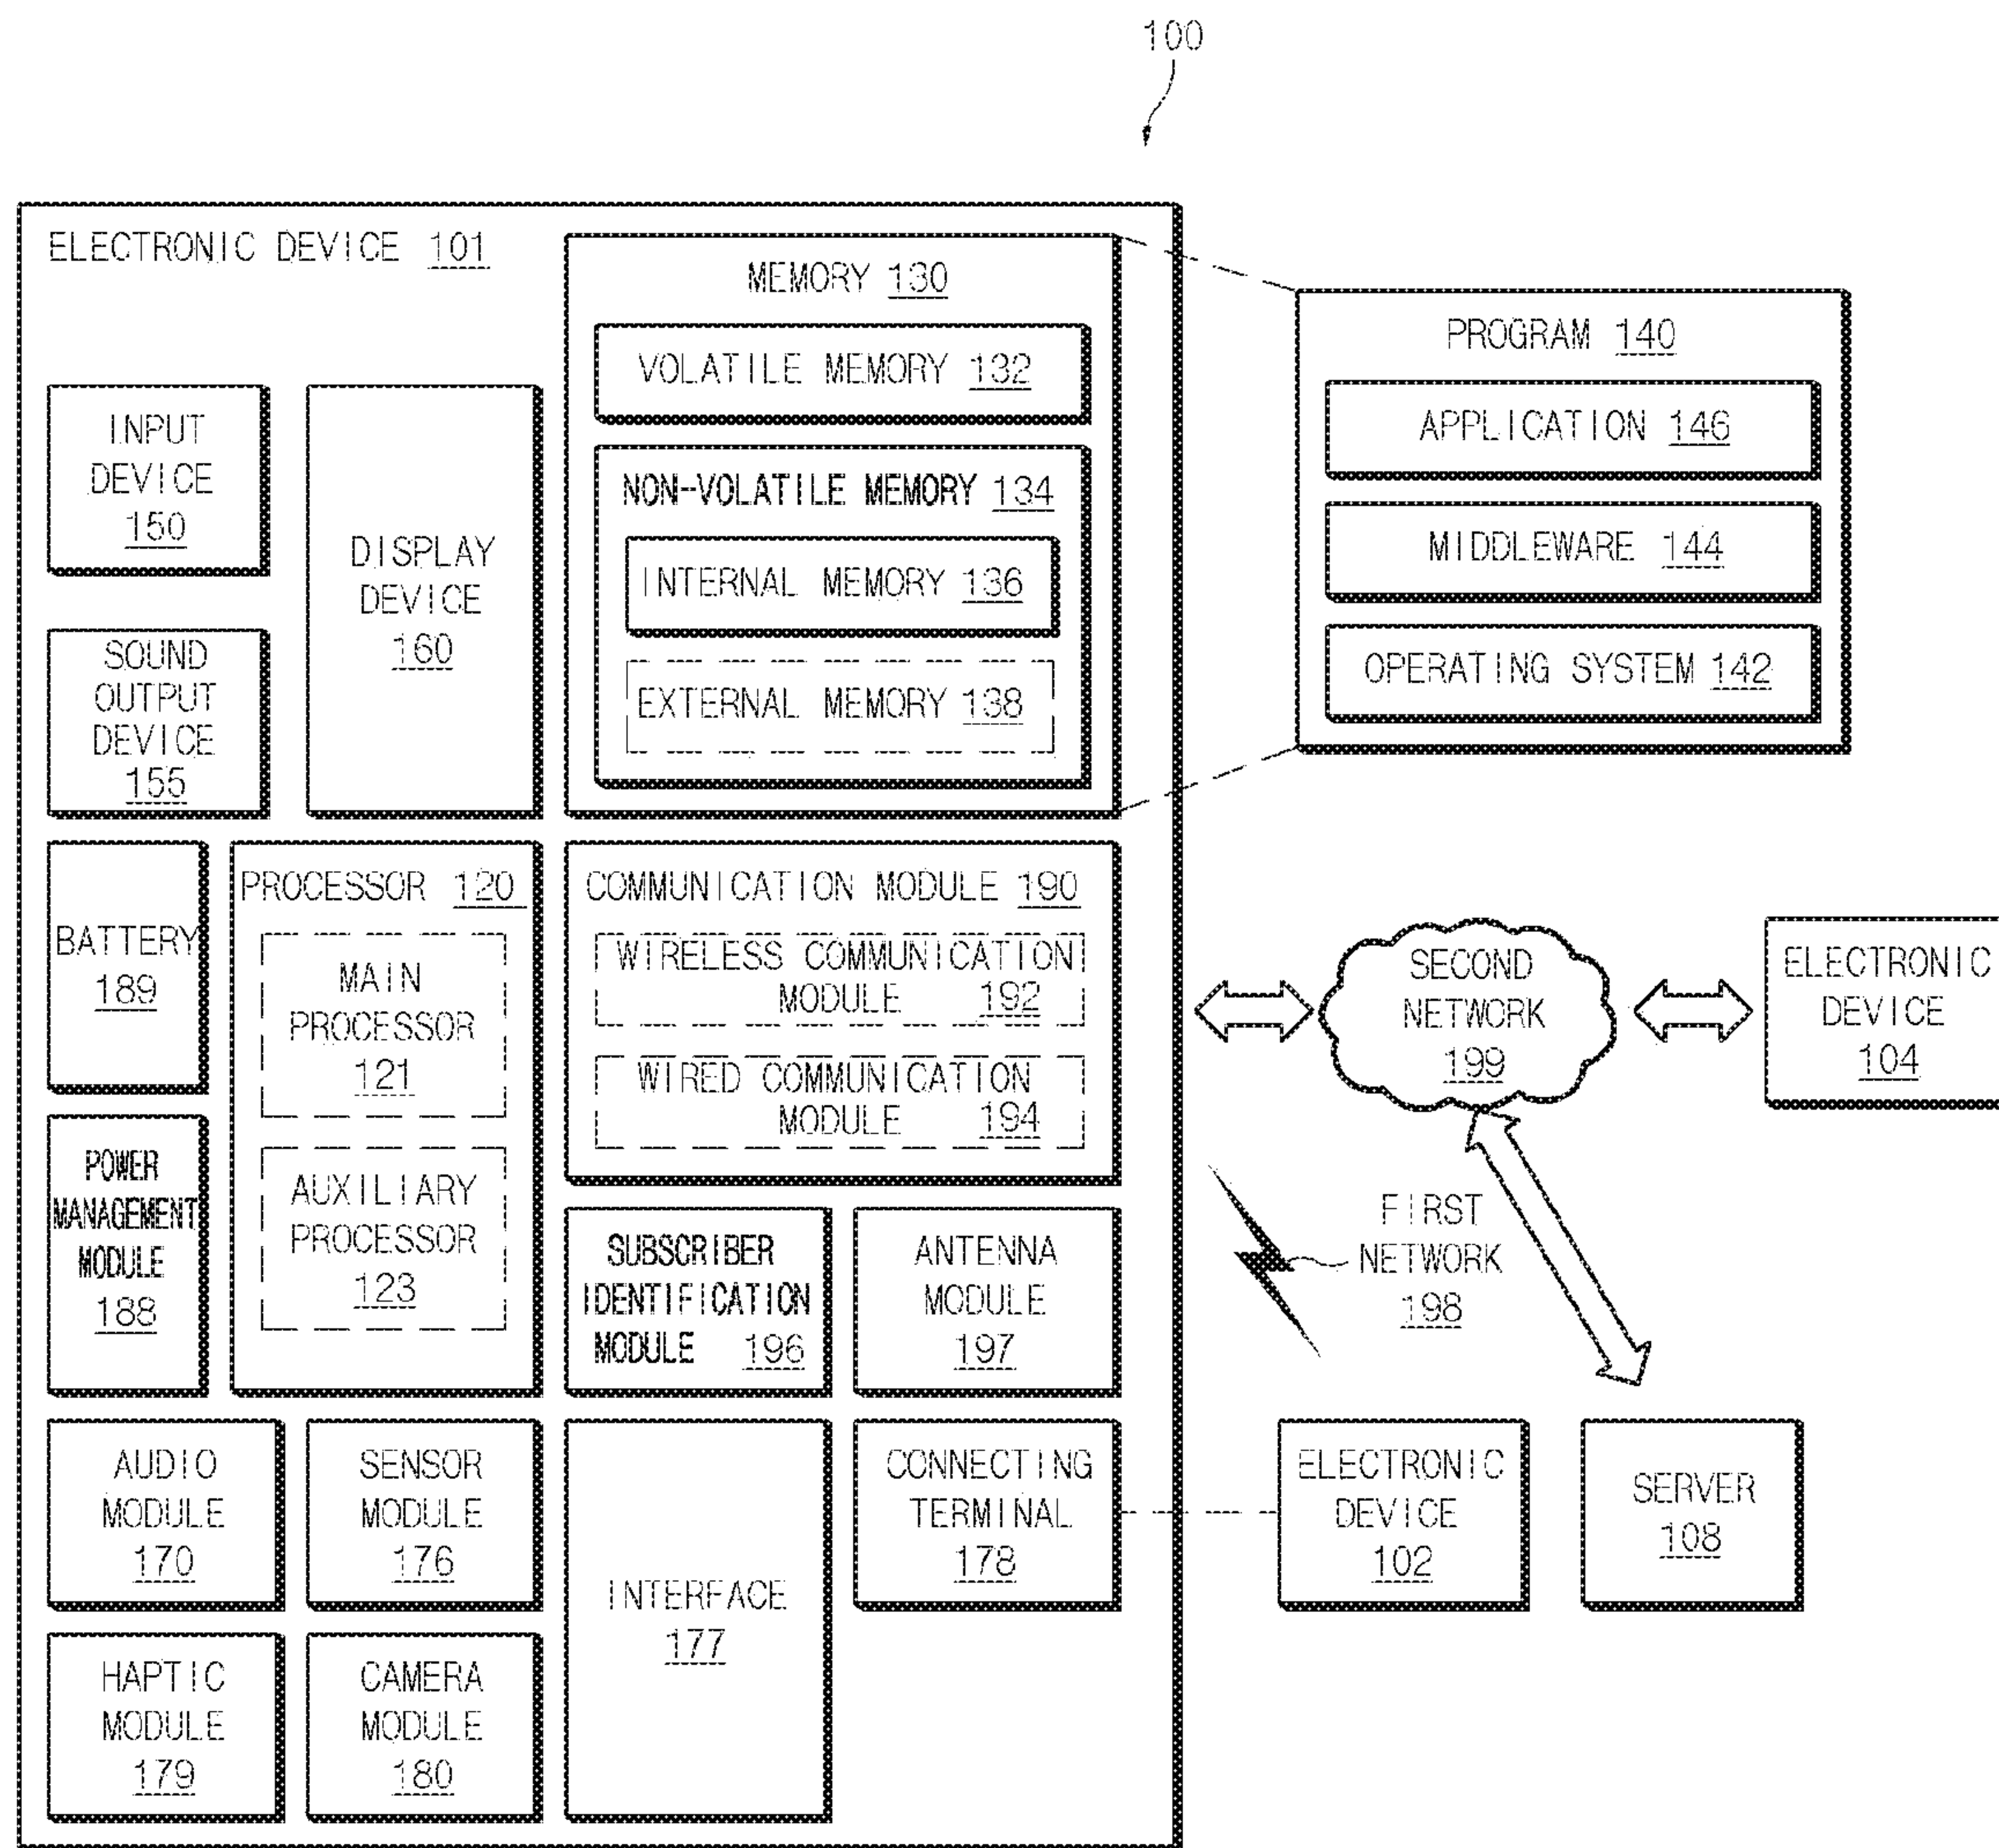 100
ELECTRONIC DEVICE 101
MEMORY 130
VOLATILE MEMORY 132
NON-VOLATILE MEMORY 134
INTERNAL MEMORY 136
EXTERNAL MEMORY 138
PROGRAM 140
APPLICATION 146
MIDDLEWARE 144
OPERATING SYSTEM 142
INPUT
DEVICE
150
DISPLAY
DEVICE
160
SOUND
OUTPUT
DEVICE
155
BATTERY
189
PROCESSOR 120
MAIN
PROCESSOR
121
AUXILIARY
PROCESSOR
123
POWER
MANAGEMENT
MODULE
188
COMMUNICATION MODULE 190
WIRELESS COMMUNICATION
MODULE 192
WIRED COMMUNICATION
MODULE 194
SECOND
NETWORK
199
ELECTRONIC
DEVICE
104
SUBSCRIBER
IDENTIFICATION
MODULE 196
ANTENNA
MODULE
197
FIRST
NETWORK
198
AUDIO
MODULE
170
SENSOR
MODULE
176
INTERFACE
177
CONNECTING
TERMINAL
178
ELECTRONIC
DEVICE
102
SERVER
108
HAPTIC
MODULE
179
CAMERA
MODULE
180